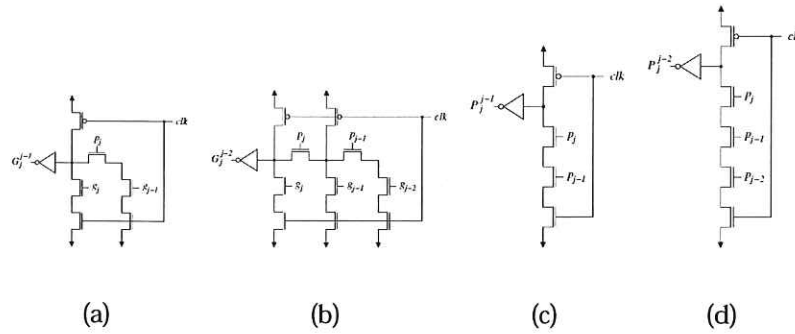 clk
P_j
G_j^{j-1}
g_j
g_{j-1}
(a)
clk
P_j
P_{j-1}
G_j^{j-2}
g_j
g_{j-1}
g_{j-2}
(b)
clk
P_j^{j-1}
P_j
P_{j-1}
(c)
cl
P_j^{j-2}
P_j
P_{j-1}
P_{j-2}
(d)